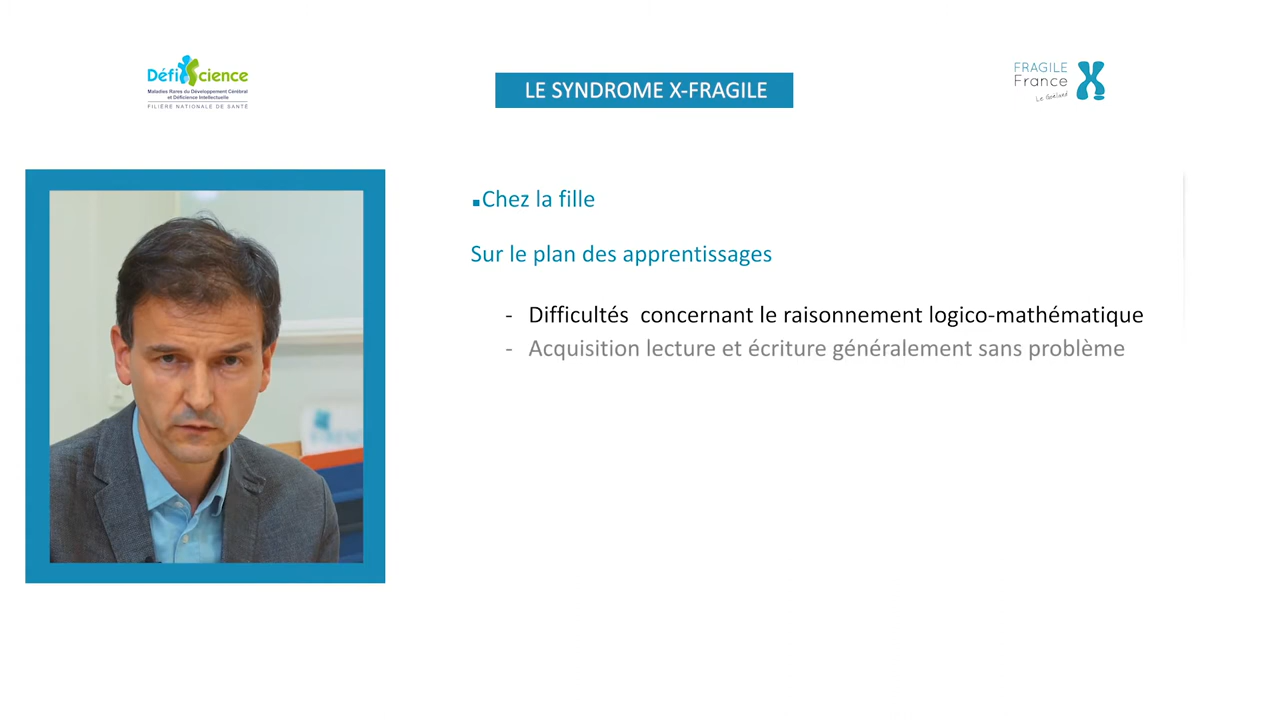 DéfiScience
Maladies Rares du Développement Cérébral
et Déficience Intellectuelle
FILIÈRE NATIONALE DE SANTÉ
LE SYNDROME X-FRAGILE
FRAGILE
France
Le Goéland
▪Chez la fille
Sur le plan des apprentissages
- Difficultés concernant le raisonnement logico-mathématique
- Acquisition lecture et écriture généralement sans problème